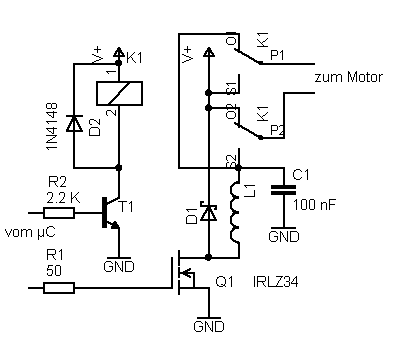 V+
K1
1
2
1N4148
D2
R2
2.2 K
T1
vom µC
GND
R1
50
V+
O1
K1
P1
zum Motor
S1
O2
K1
P2
S2
L1
C1
100 nF
GND
D1
Q1
IRLZ34
GND